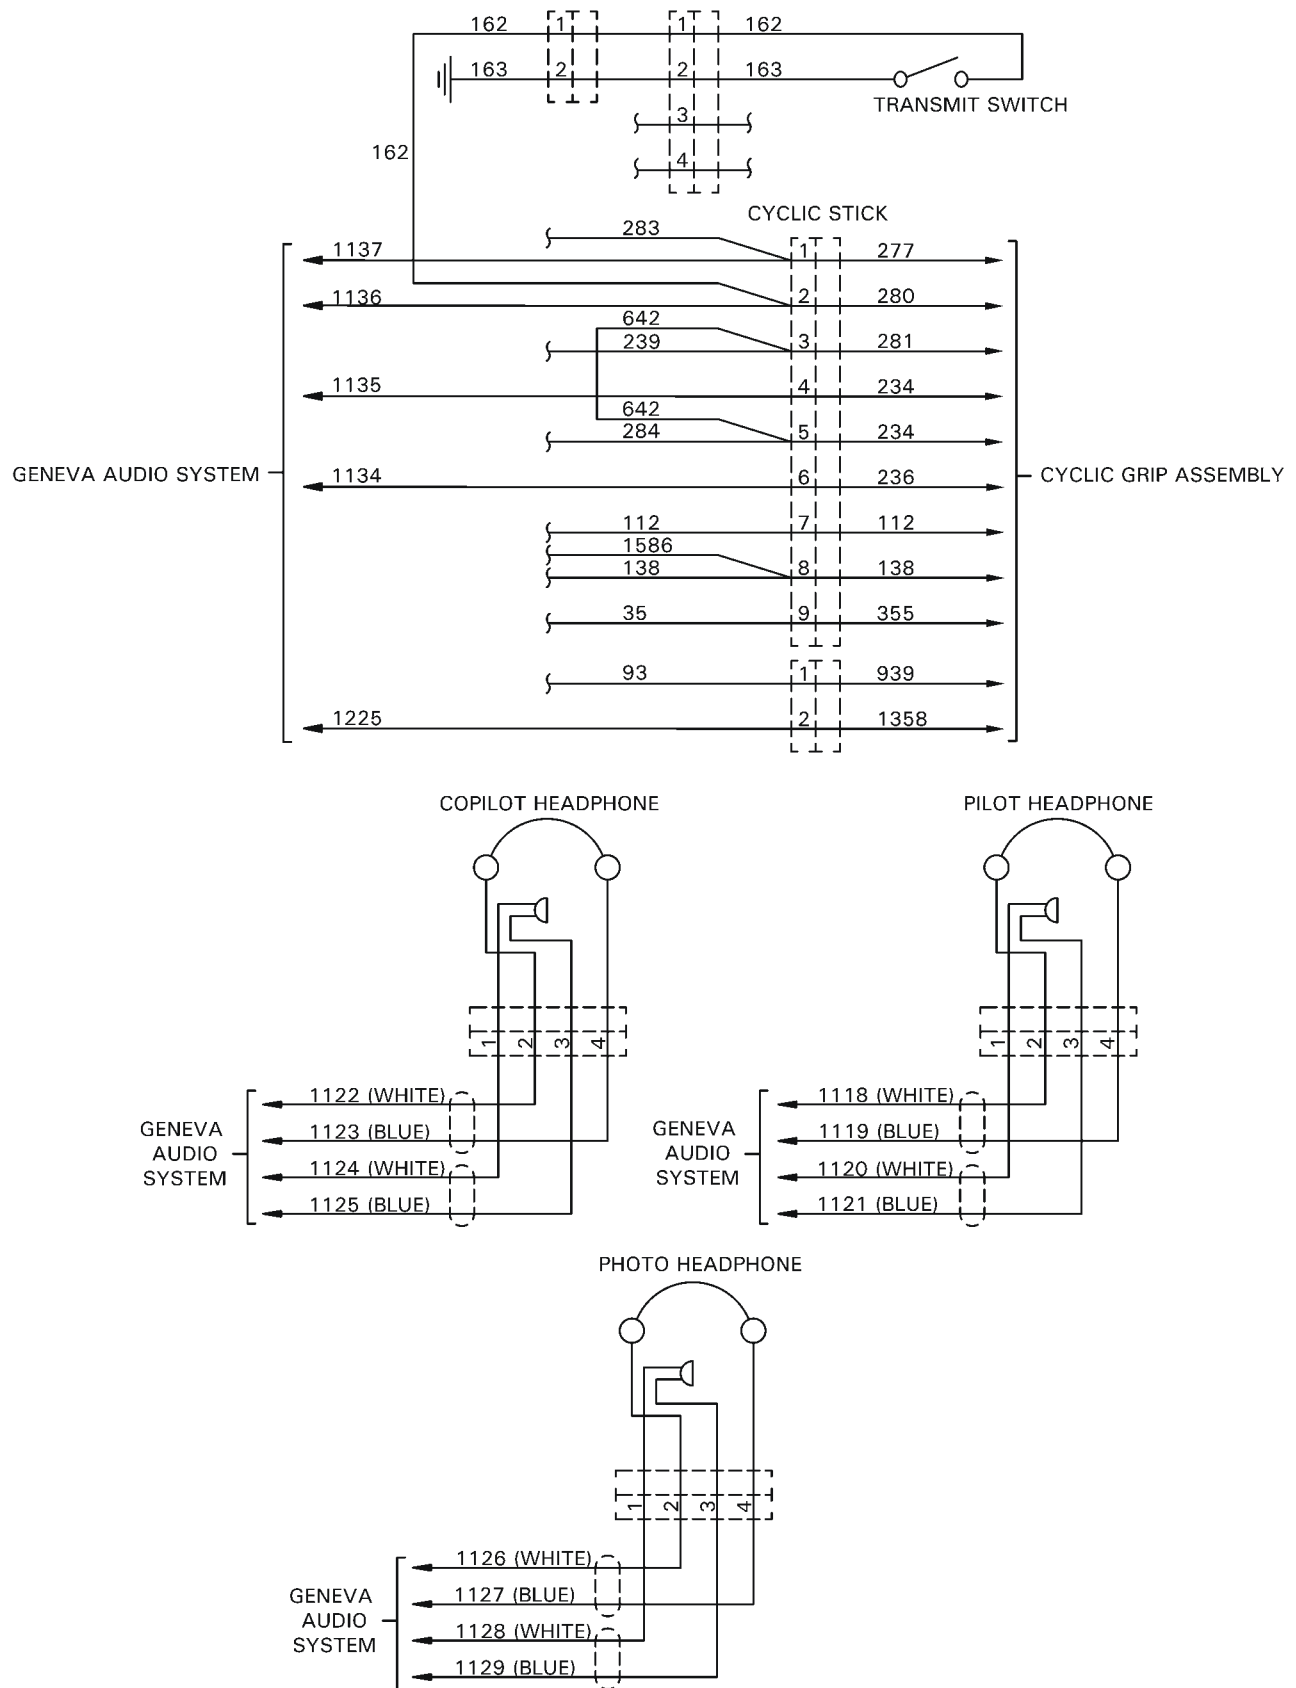 162 1 1 162
163 2 2 163
TRANSMIT SWITCH
3
162
4
CYCLIC STICK
283
1137 1 277
1136 2 280
642
239 3 281
1135 4 234
642
284 5 234
GENEVA AUDIO SYSTEM 1134 6 236 CYCLIC GRIP ASSEMBLY
112 7 112
1586
138 8 138
35 9 355
93 1 939
1225 2 1358
COPILOT HEADPHONE
1 2 3 4
1122 (WHITE)
1123 (BLUE)
1124 (WHITE)
1125 (BLUE)
GENEVA
AUDIO
SYSTEM
PILOT HEADPHONE
1 2 3 4
1118 (WHITE)
1119 (BLUE)
1120 (WHITE)
1121 (BLUE)
GENEVA
AUDIO
SYSTEM
PHOTO HEADPHONE
1 2 3 4
1126 (WHITE)
1127 (BLUE)
1128 (WHITE)
1129 (BLUE)
GENEVA
AUDIO
SYSTEM